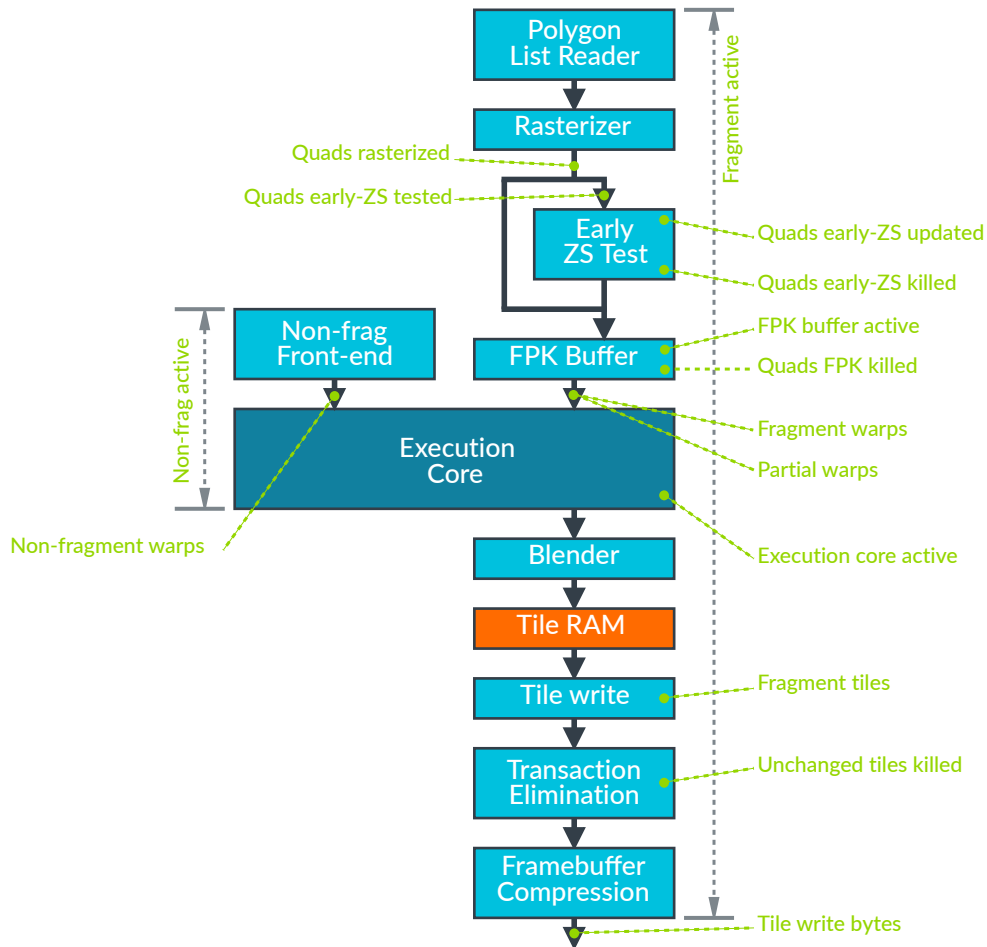 Polygon
List Reader
Fragment active
Rasterizer
Quads rasterized
Quads early-ZS tested
Early
ZS Test
Quads early-ZS updated
Quads early-ZS killed
Non-frag active
Non-frag
Front-end
FPK Buffer
FPK buffer active
Quads FPK killed
Fragment warps
Execution
Core
Partial warps
Non-fragment warps
Blender
Execution core active
Tile RAM
Tile write
Fragment tiles
Transaction
Elimination
Unchanged tiles killed
Framebuffer
Compression
Tile write bytes